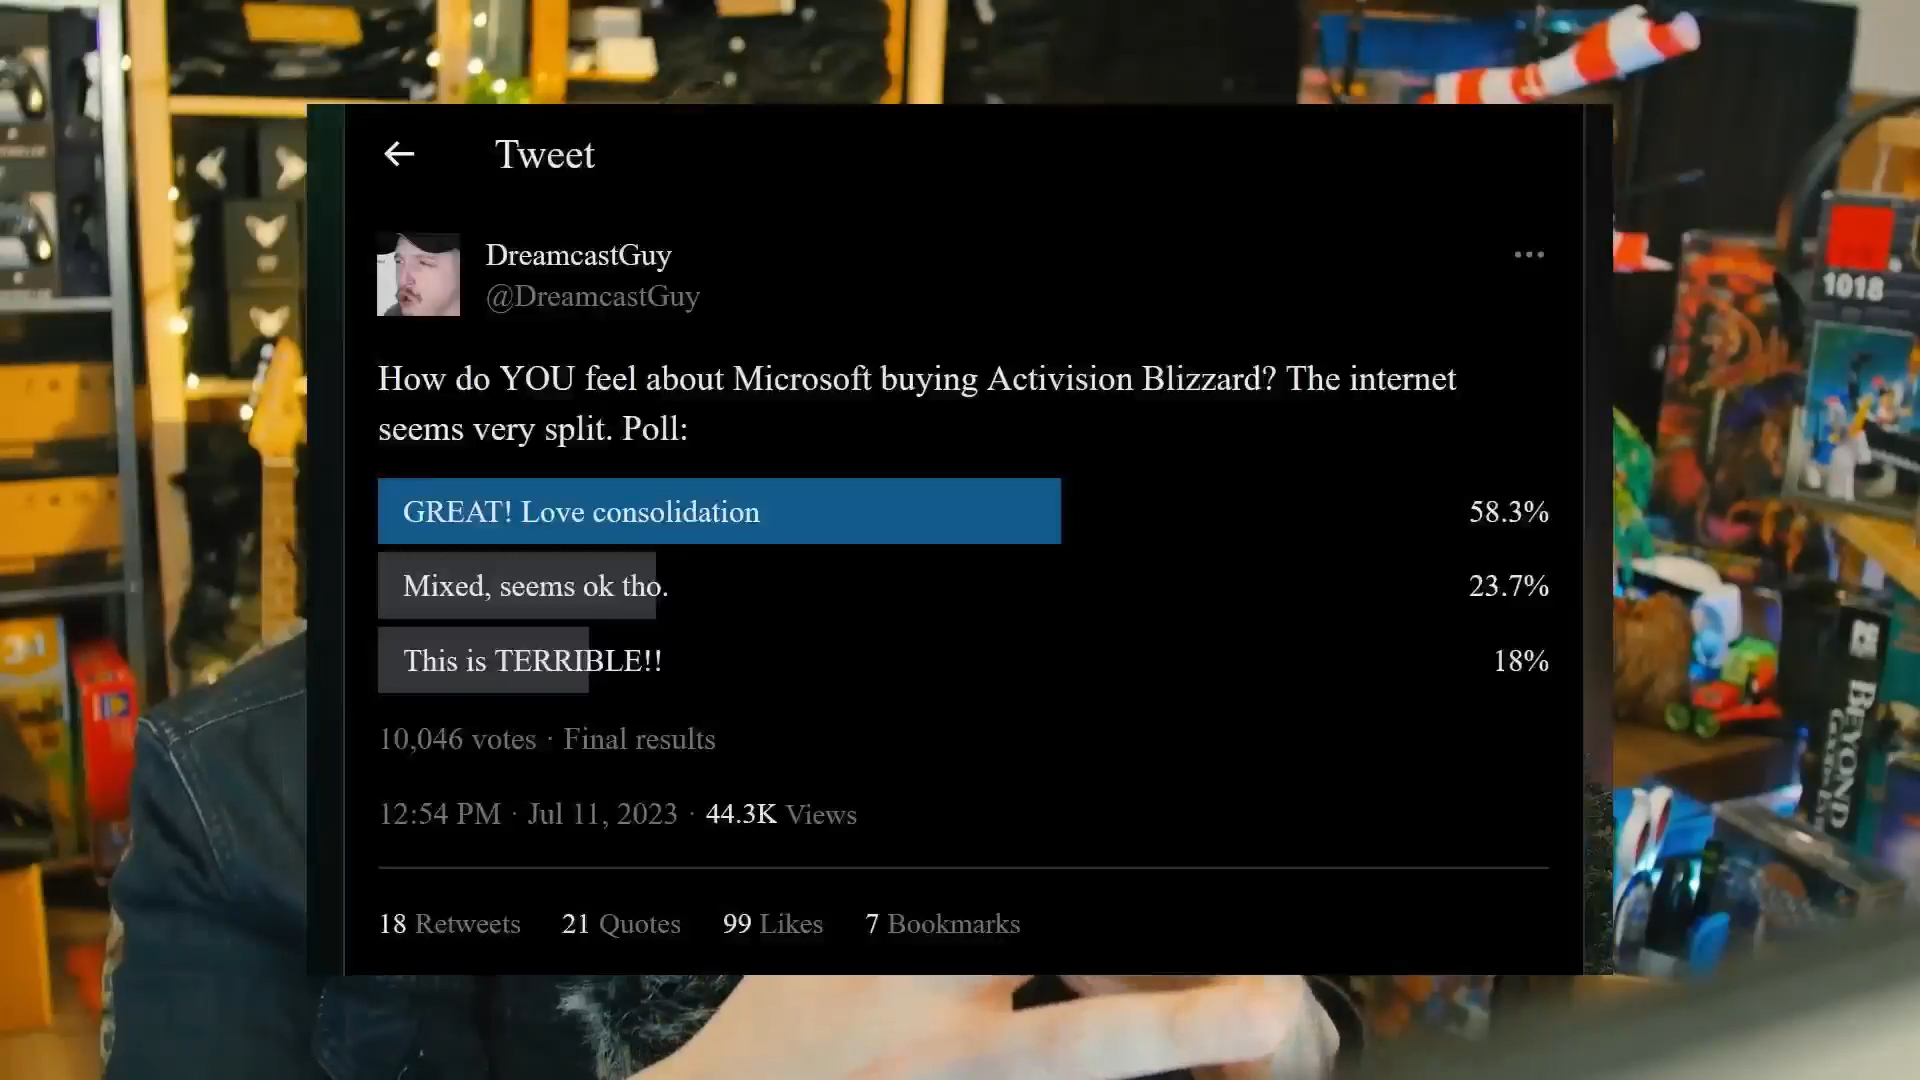 Tweet
DreamcastGuy
@DreamcastGuy
How do YOU feel about Microsoft buying Activision Blizzard? The internet
seems very split. Poll:
GREAT! Love consolidation 58.3%
Mixed, seems ok tho. 23.7%
This is TERRIBLE!! 18%
10,046 votes · Final results
12:54 PM · Jul 11, 2023 · 44.3K Views
18 Retweets 21 Quotes 99 Likes 7 Bookmarks
1018
BEYOND